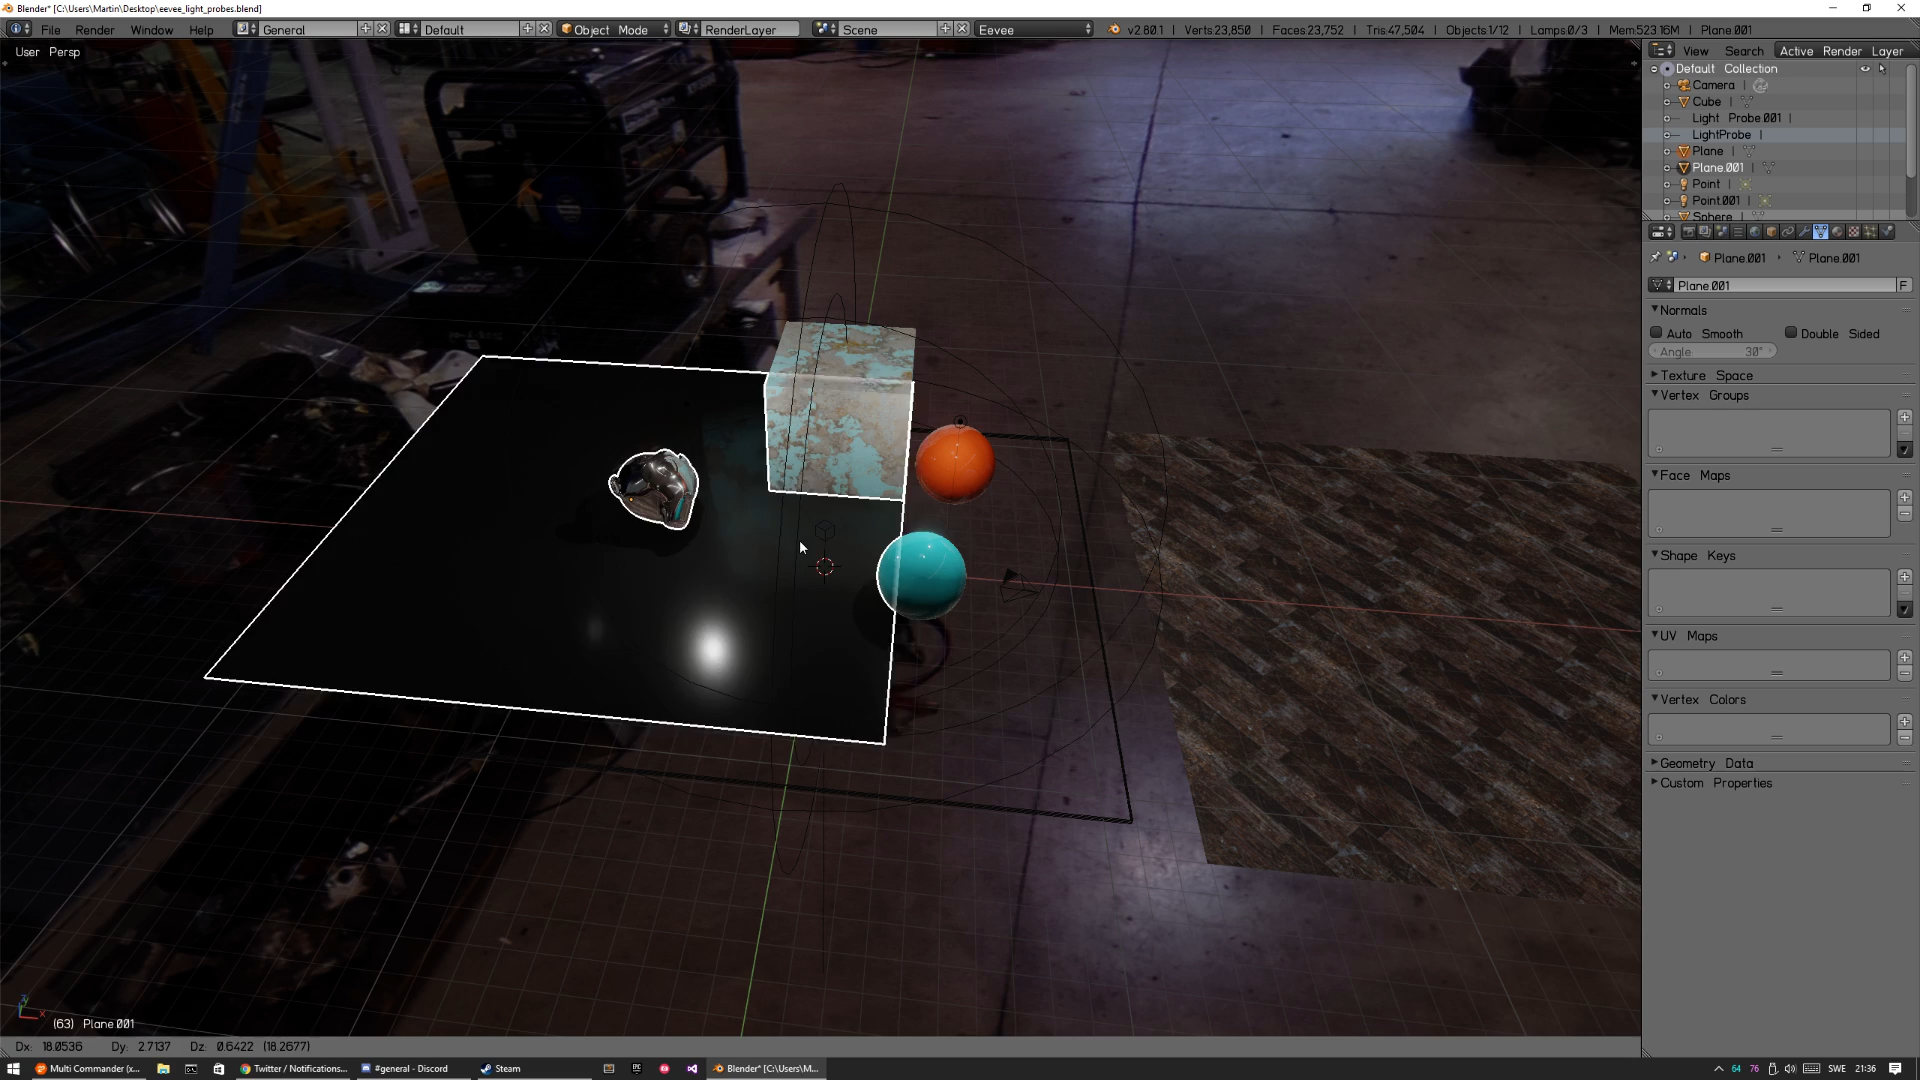 Blender* [C:\Users\Martin\Desktop\eevee_light_probes.blend]
File Render Window Help General Default Object Mode RenderLayer Scene Eevee v2.80.1 | Verts:23,850 | Faces:23,752 | Tris:47,504 | Objects:1/12 | Lamps:0/3 | Mem:523.16M | Plane.001
User Persp
View Search Active Render Layer
Default Collection
Camera
Cube
Light Probe.001
LightProbe
Plane
Plane.001
Point
Point.001
Sphere
Plane.001 Plane.001
Plane.001 F
Normals
Auto Smooth Double Sided
Angle 30°
Texture Space
Vertex Groups
Face Maps
Shape Keys
UV Maps
Vertex Colors
Geometry Data
Custom Properties
(63) Plane.001
Dx: 18.0536 Dy: 2.7137 Dz: 0.6422 (18.2677)
Multi Commander (x... Twitter / Notifications... #general - Discord Steam Blender* [C:\Users\M... 64 76 SWE 21:36